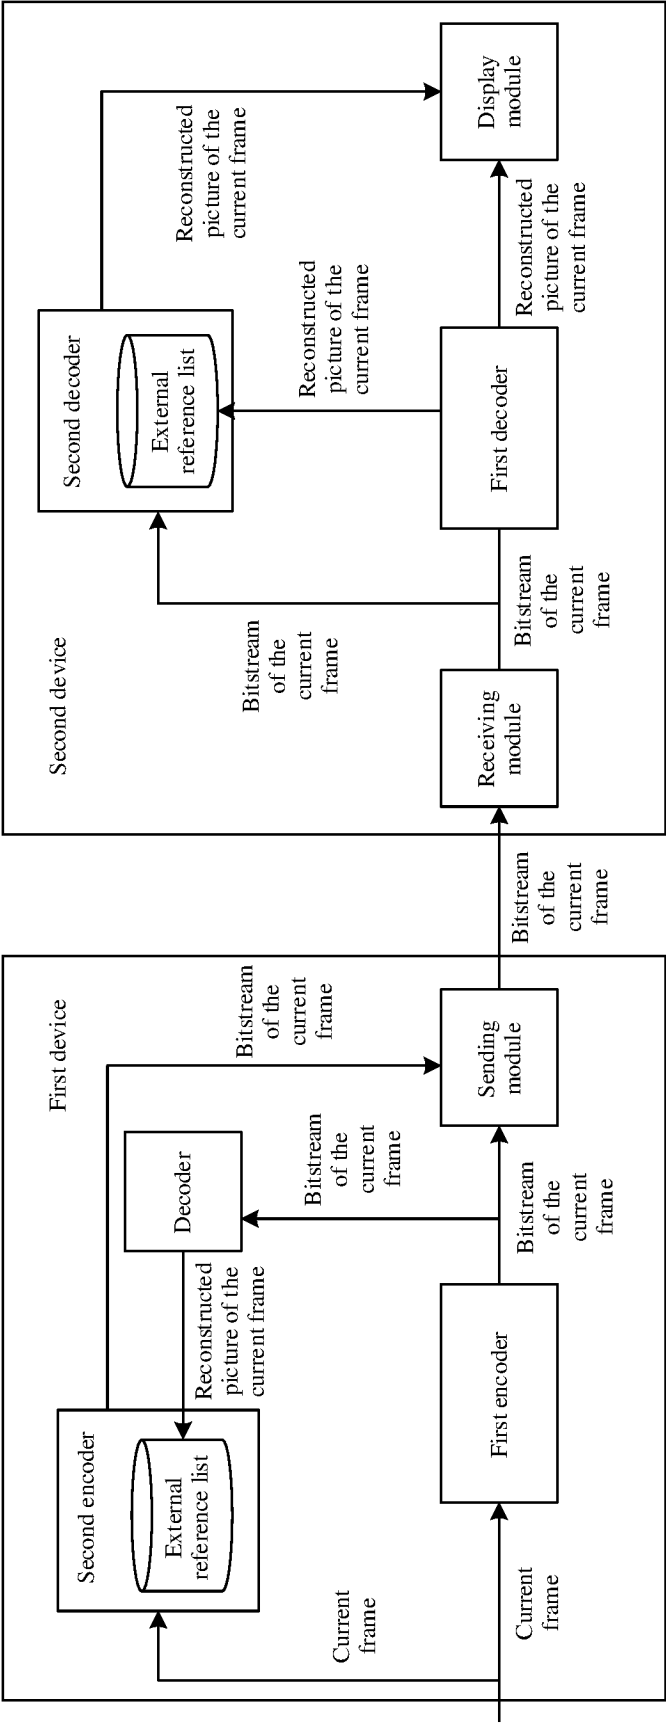 First device
Second encoder
External
reference list
Reconstructed
picture of the
current frame
Decoder
Bitstream
of the
current
frame
Bitstream
of the
current
frame
Current
frame
Current
frame
First encoder
Bitstream
of the
current
frame
Sending
module
Bitstream
of the
current
frame
Second device
Second decoder
External
reference list
Reconstructed
picture of the
current frame
Bitstream
of the
current
frame
Reconstructed
picture of the
current frame
Receiving
module
Bitstream
of the
current
frame
First decoder
Reconstructed
picture of the
current frame
Display
module